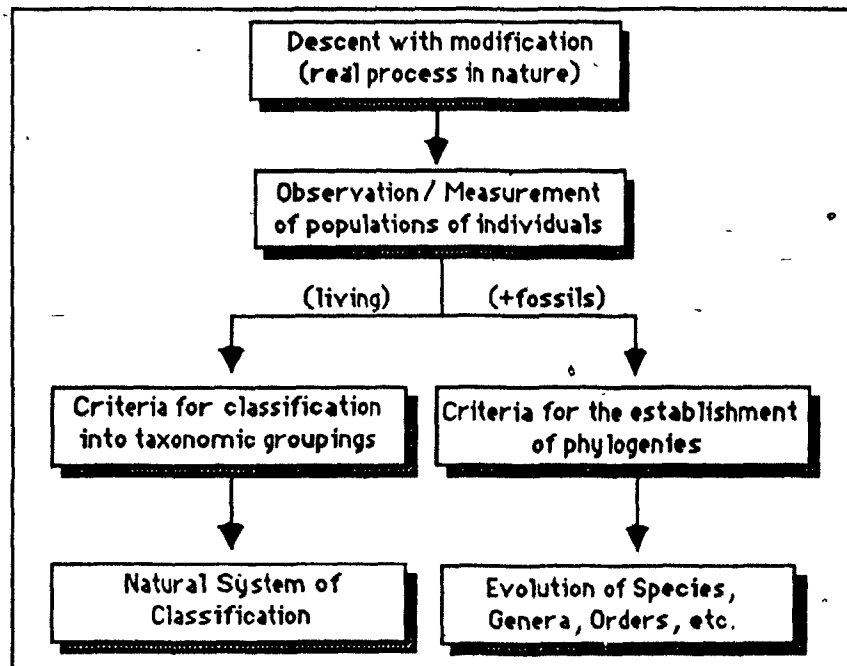 Descent with modification
(real process in nature)
Observation / Measurement
of populations of individuals
(living)
(+fossils)
Criteria for classification
into taxonomic groupings
Criteria for the establishment
of phylogenies
Natural System of
Classification
Evolution of Species,
Genera, Orders, etc.